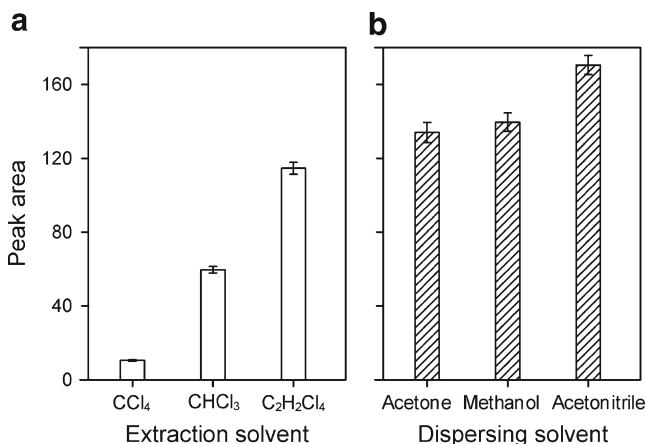 a
b
Peak area
160
120
80
40
0
CCl₄ CHCl₃ C₂H₂Cl₄
Extraction solvent
Acetone Methanol Acetonitrile
Dispersing solvent